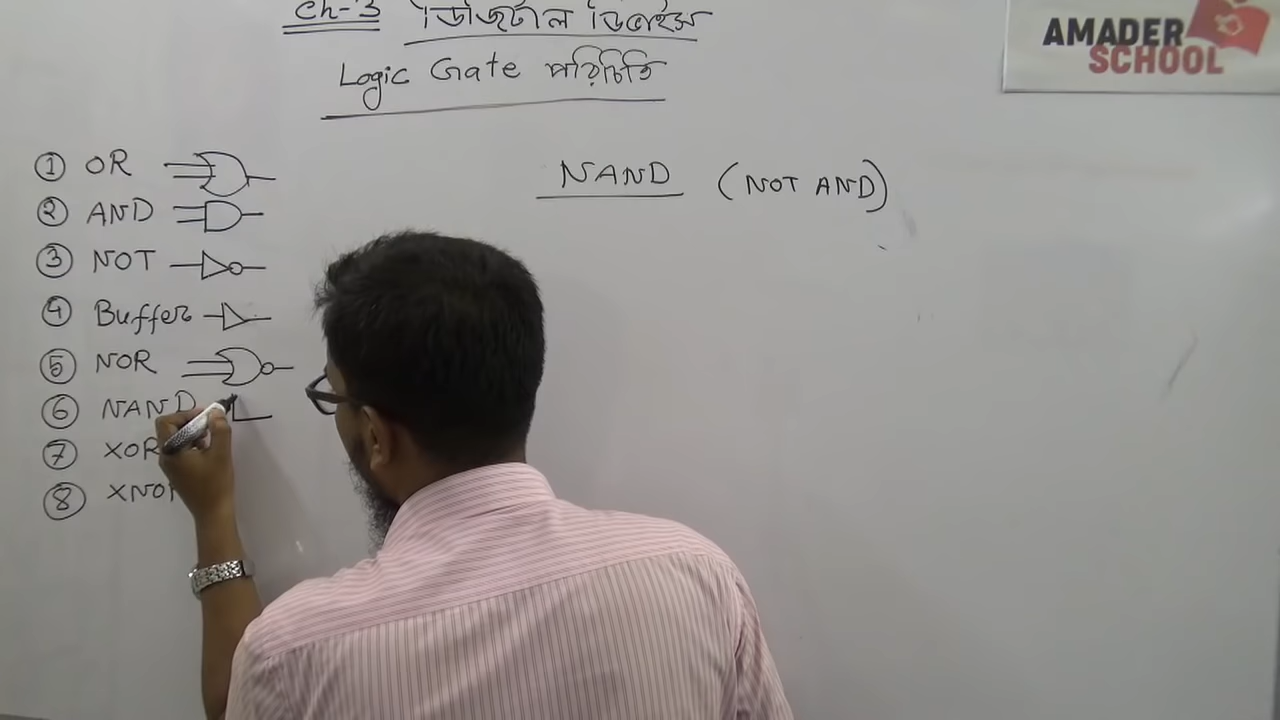 Ch-3 ডিজিটাল ডিভাইস
Logic Gate পরিচিতি
AMADER
SCHOOL
① OR
② AND
③ NOT
④ Buffer
⑤ NOR
⑥ NAND
⑦ XOR
⑧ XNOR
NAND (NOT AND)